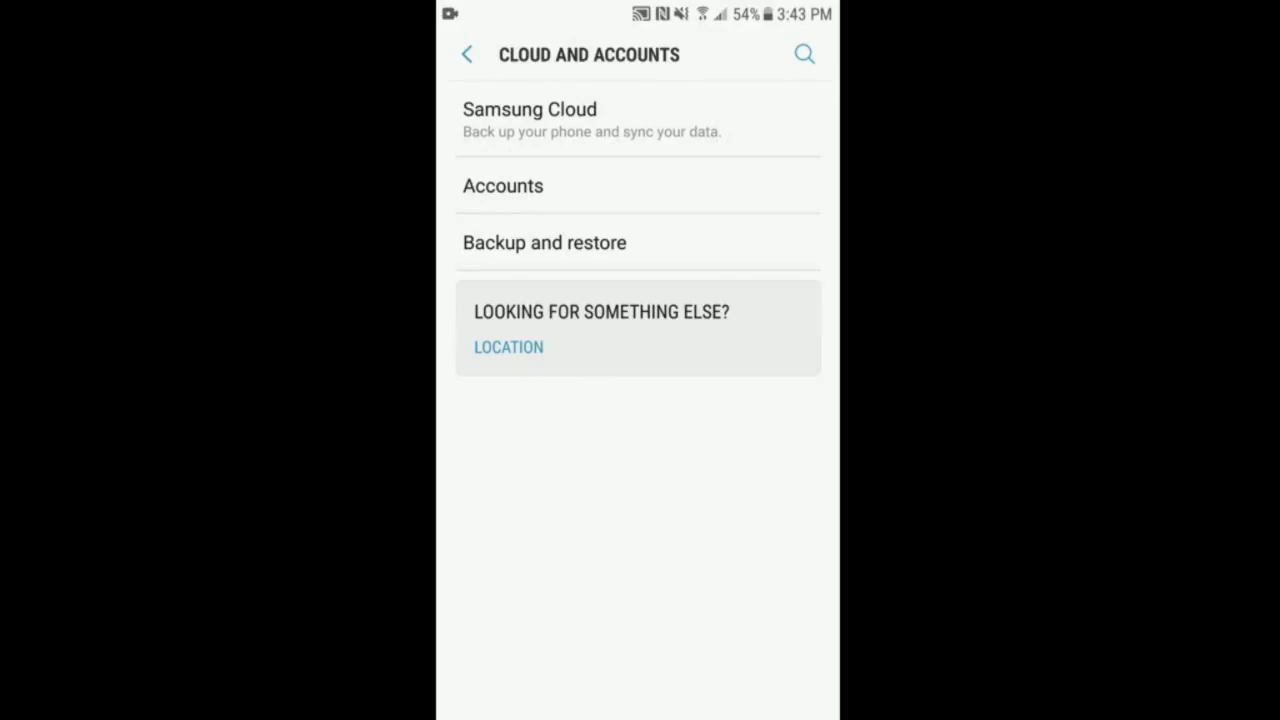 54% 3:43 PM
CLOUD AND ACCOUNTS
Samsung Cloud
Back up your phone and sync your data.
Accounts
Backup and restore
LOOKING FOR SOMETHING ELSE?
LOCATION